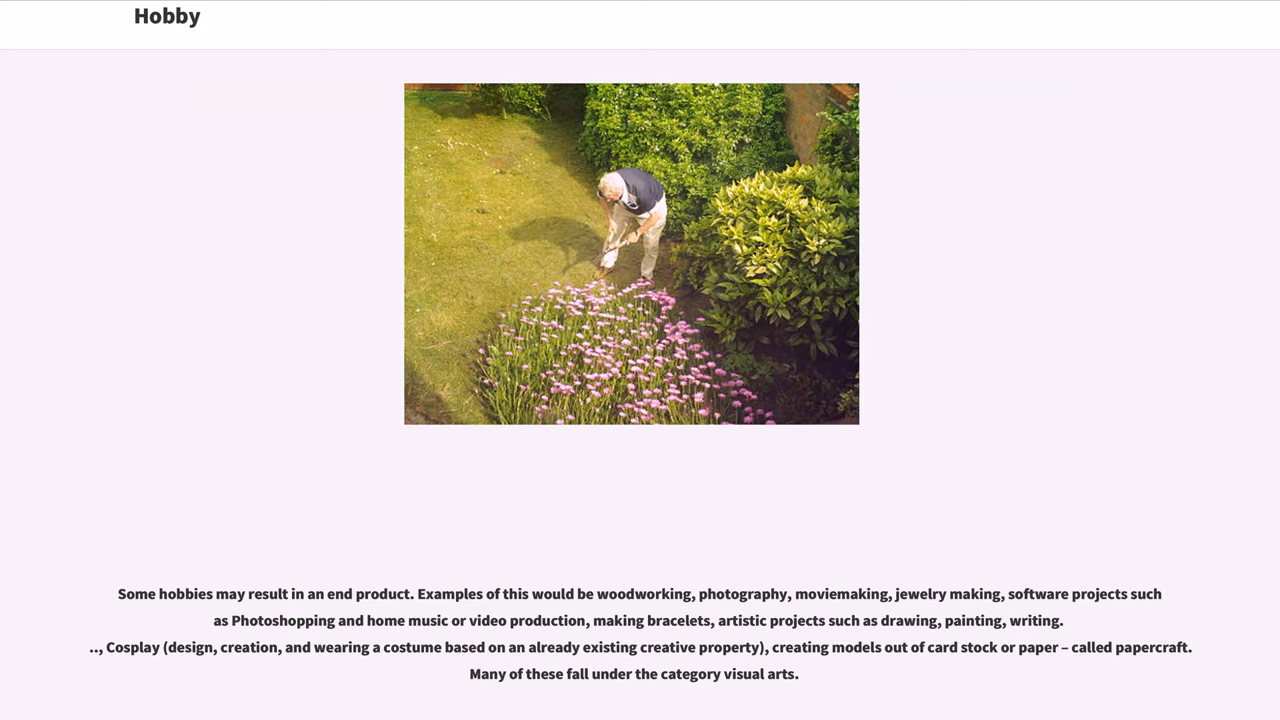 Hobby
Some hobbies may result in an end product. Examples of this would be woodworking, photography, moviemaking, jewelry making, software projects such
as Photoshopping and home music or video production, making bracelets, artistic projects such as drawing, painting, writing.
.., Cosplay (design, creation, and wearing a costume based on an already existing creative property), creating models out of card stock or paper – called papercraft.
Many of these fall under the category visual arts.